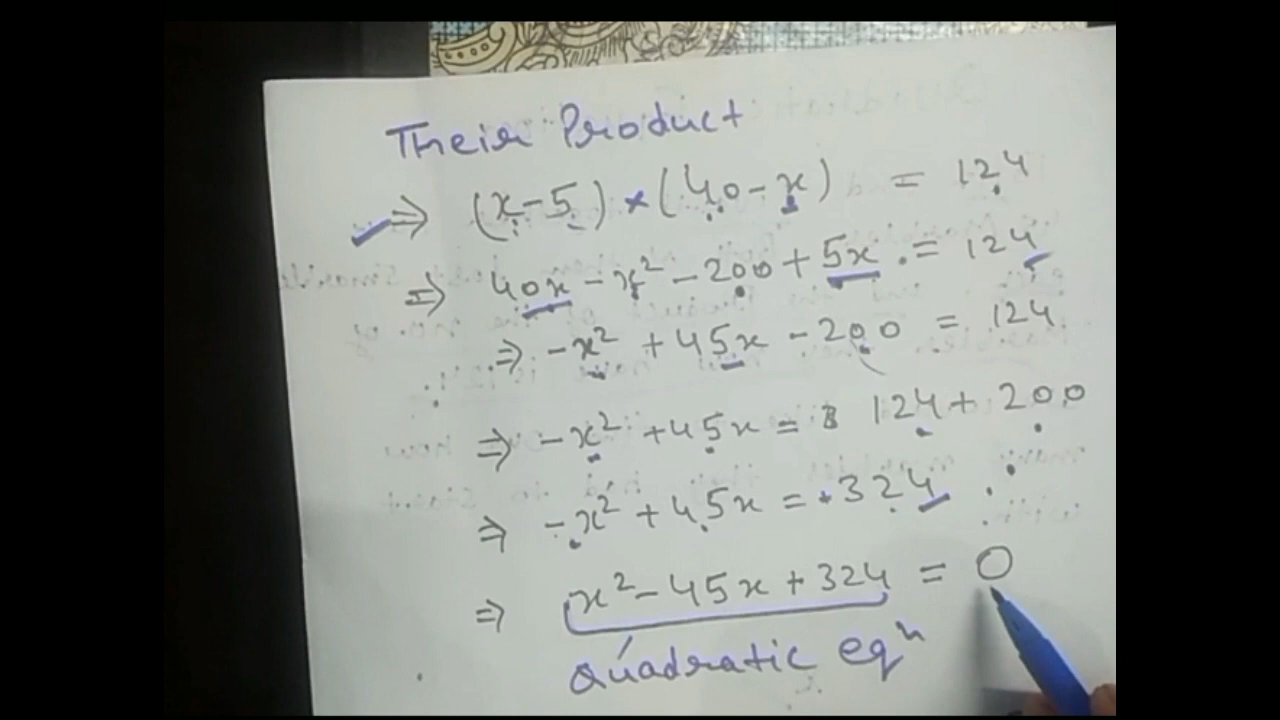 Their Product
⇒ (x-5) × (40-x) = 124
⇒ 40x - x² - 200 + 5x = 124
⇒ -x² + 45x - 200 = 124
⇒ -x² + 45x = 124 + 200
⇒ -x² + 45x = 324
⇒ x² - 45x + 324 = 0
Quadratic eqⁿ